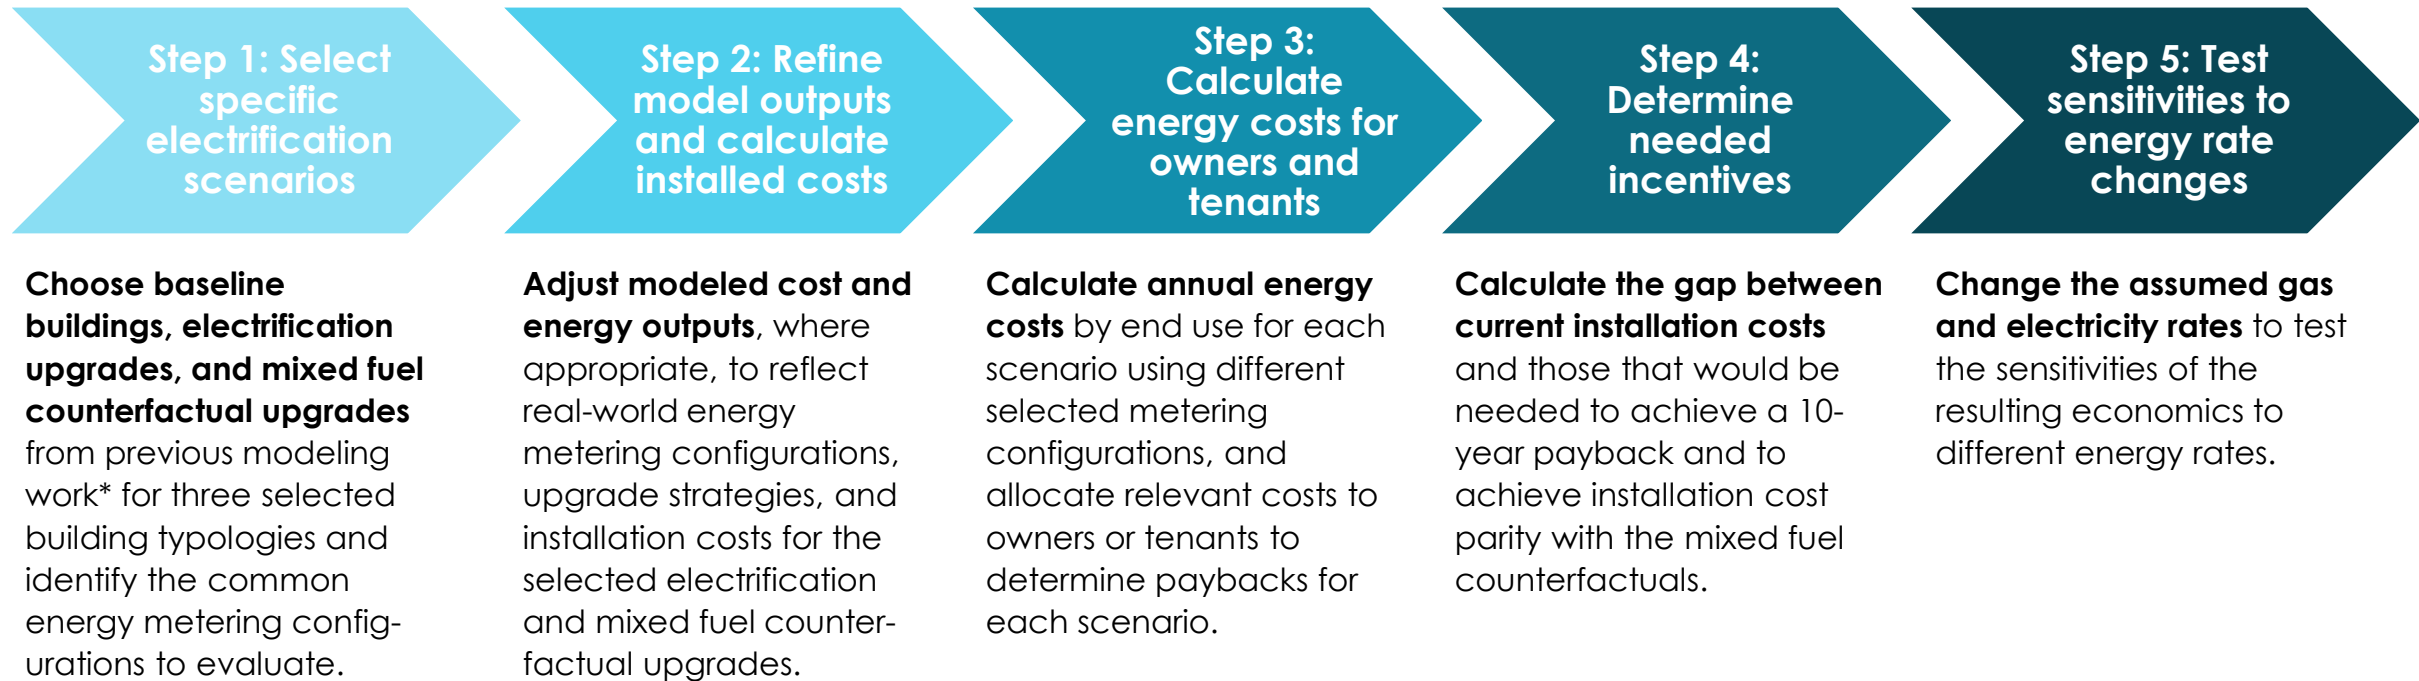 Step 1: Select
specific
electrification
scenarios
Step 2: Refine
model outputs
and calculate
installed costs
Step 3:
Calculate
energy costs for
owners and
tenants
Step 4:
Determine
needed
incentives
Step 5: Test
sensitivities to
energy rate
changes
Choose baseline
buildings, electrification
upgrades, and mixed fuel
counterfactual upgrades
from previous modeling
work* for three selected
building typologies and
identify the common
energy metering config-
urations to evaluate.
Adjust modeled cost and
energy outputs, where
appropriate, to reflect
real-world energy
metering configurations,
upgrade strategies, and
installation costs for the
selected electrification
and mixed fuel counter-
factual upgrades.
Calculate annual energy
costs by end use for each
scenario using different
selected metering
configurations, and
allocate relevant costs to
owners or tenants to
determine paybacks for
each scenario.
Calculate the gap between
current installation costs
and those that would be
needed to achieve a 10-
year payback and to
achieve installation cost
parity with the mixed fuel
counterfactuals.
Change the assumed gas
and electricity rates to test
the sensitivities of the
resulting economics to
different energy rates.